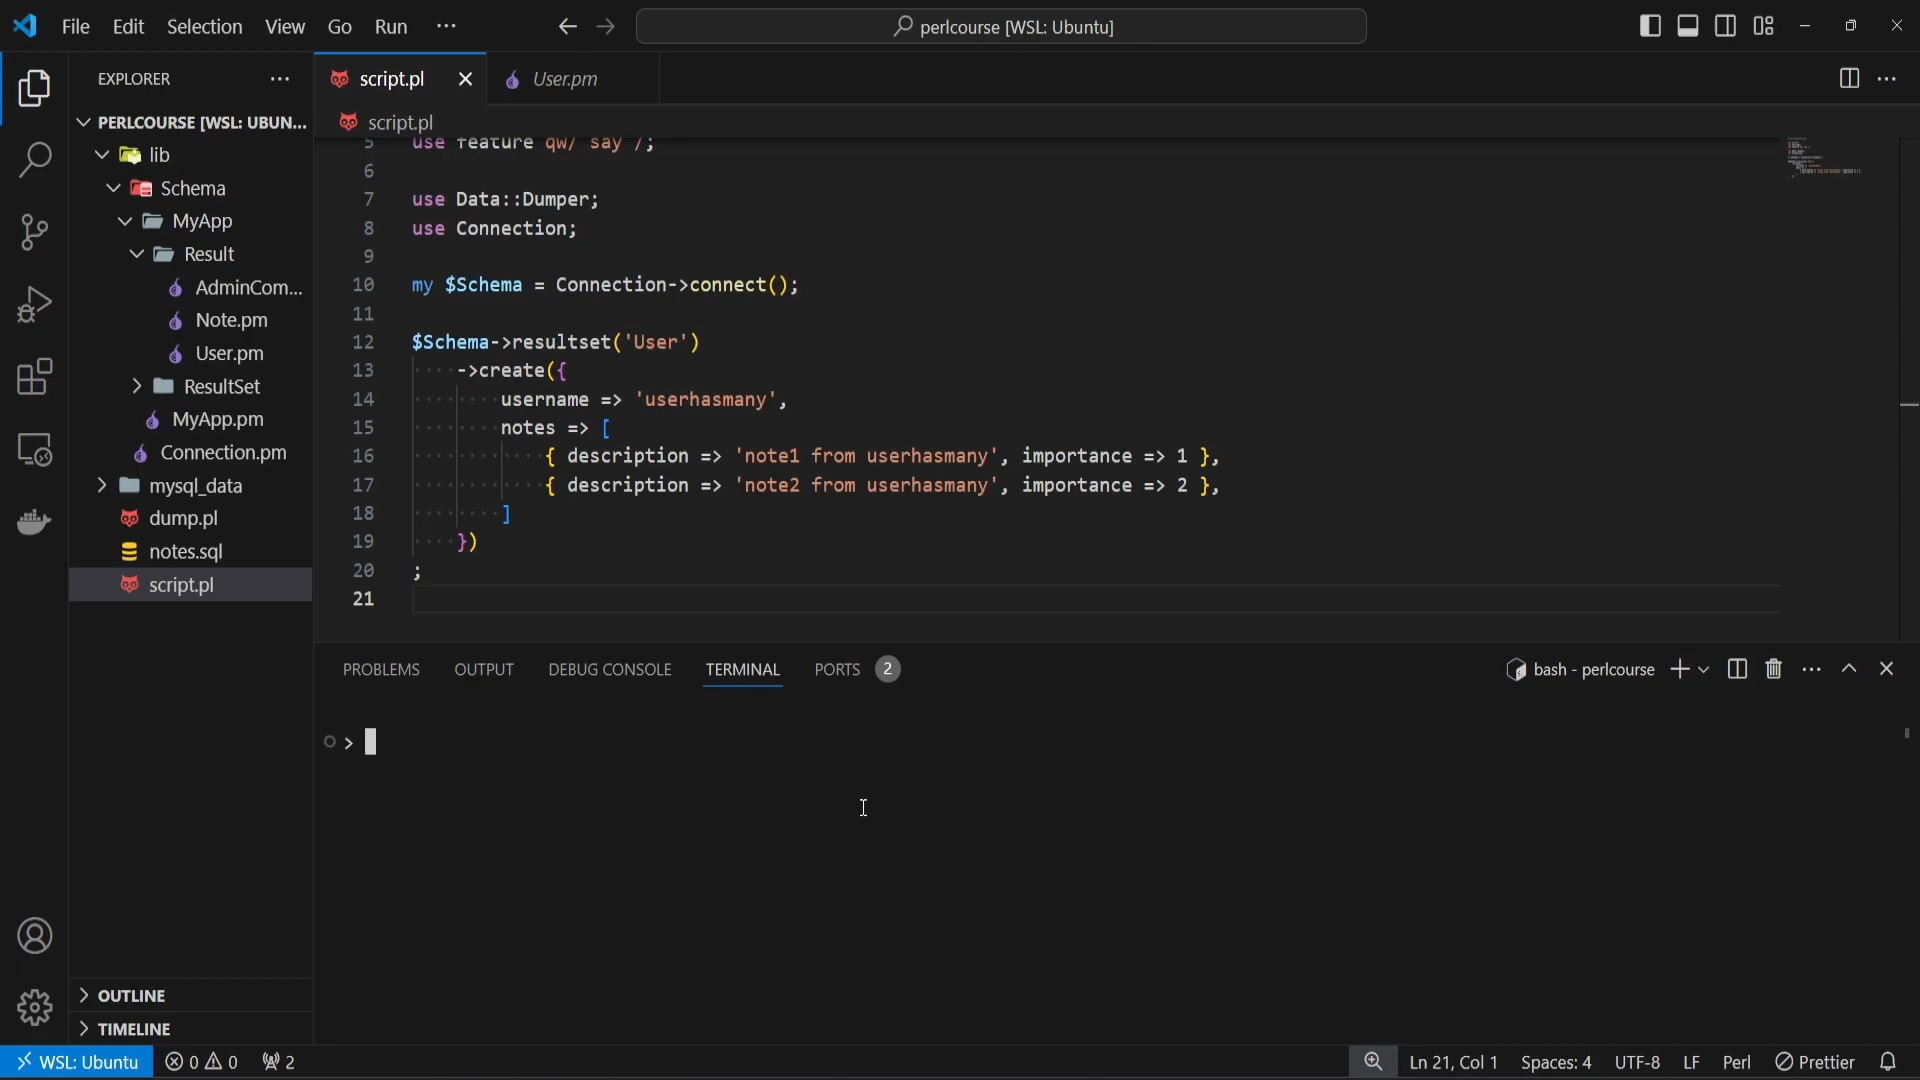 File Edit Selection View Go Run ···
perlcourse [WSL: Ubuntu]
EXPLORER ···
PERLCOURSE [WSL: UBUN...
lib
Schema
MyApp
Result
AdminCom...
Note.pm
User.pm
ResultSet
MyApp.pm
Connection.pm
mysql_data
dump.pl
notes.sql
script.pl
OUTLINE
TIMELINE
script.pl User.pm
script.pl
5 use feature qw/ say /;
6
7 use Data::Dumper;
8 use Connection;
9
10 my $Schema = Connection->connect();
11
12 $Schema->resultset('User')
13 ->create({
14 username => 'userhasmany',
15 notes => [
16 { description => 'note1 from userhasmany', importance => 1 },
17 { description => 'note2 from userhasmany', importance => 2 },
18 ]
19 })
20 ;
21
PROBLEMS OUTPUT DEBUG CONSOLE TERMINAL PORTS 2
bash - perlcourse
>
WSL: Ubuntu 0 0 2
Ln 21, Col 1 Spaces: 4 UTF-8 LF Perl Prettier